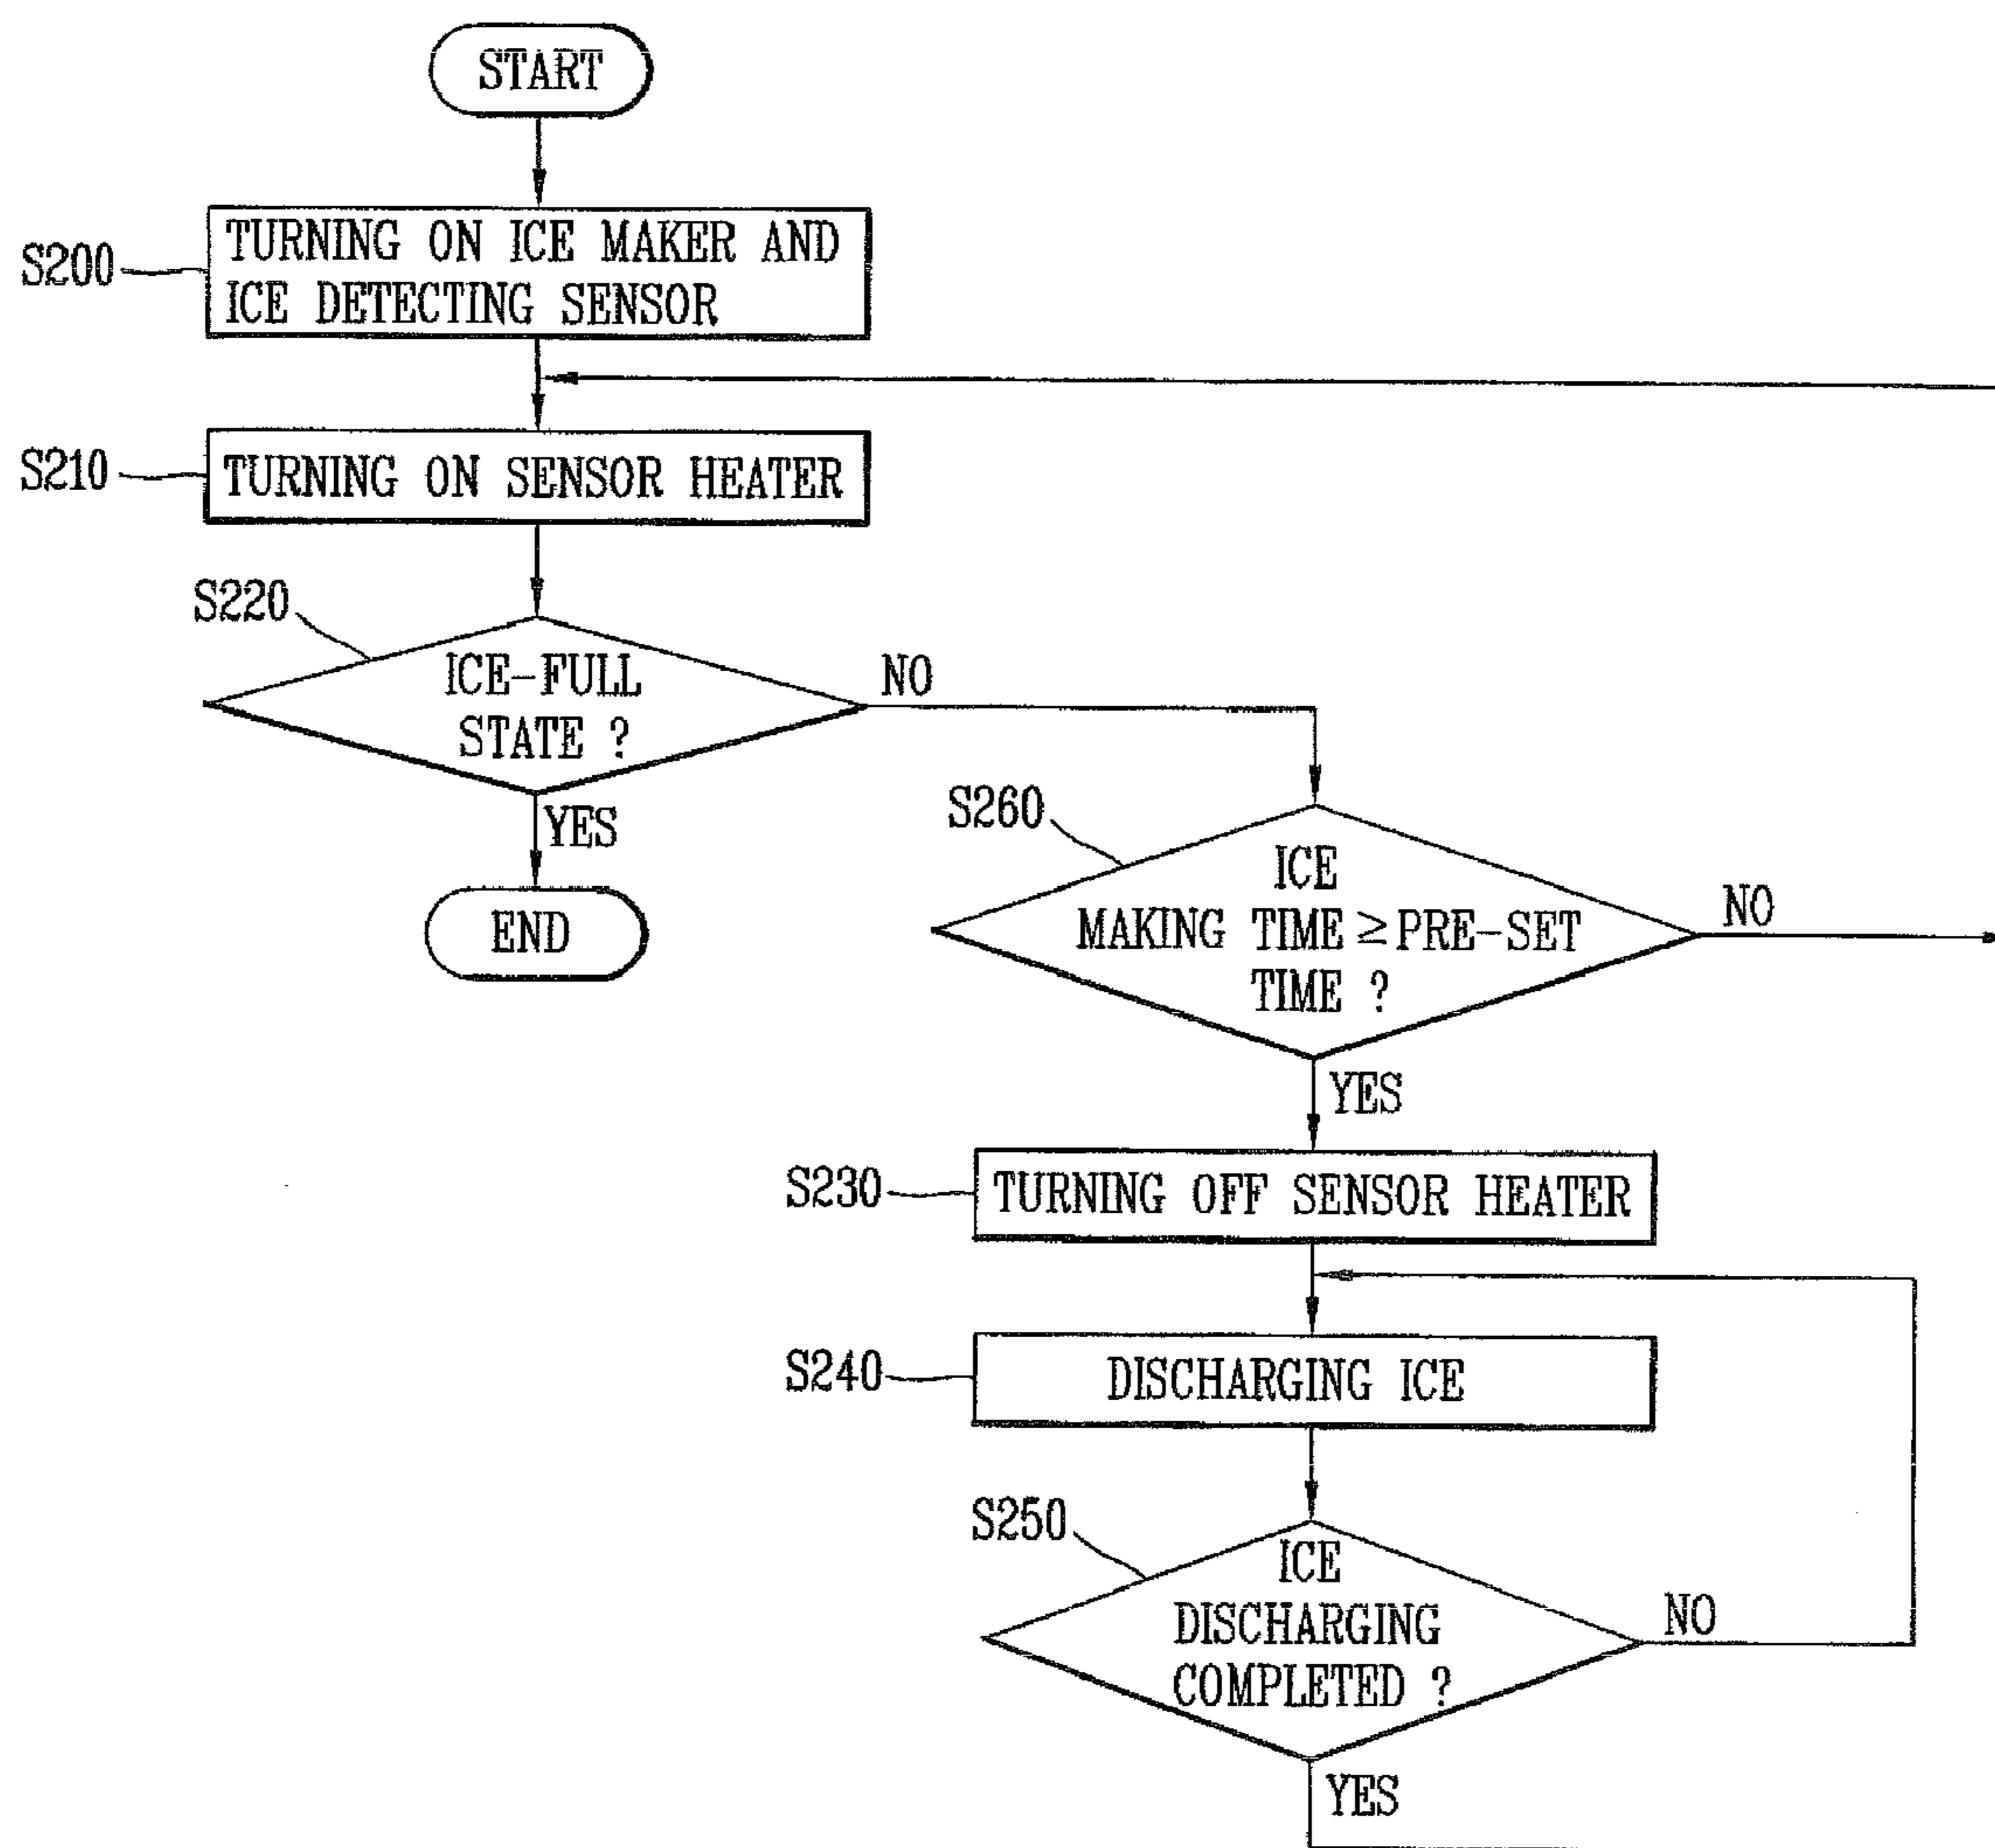 START
S200
TURNING ON ICE MAKER AND
ICE DETECTING SENSOR
S210
TURNING ON SENSOR HEATER
S220
ICE-FULL
STATE ?
NO
YES
END
S260
ICE
MAKING TIME ≥ PRE-SET
TIME ?
NO
YES
S230
TURNING OFF SENSOR HEATER
S240
DISCHARGING ICE
S250
ICE
DISCHARGING
COMPLETED ?
NO
YES